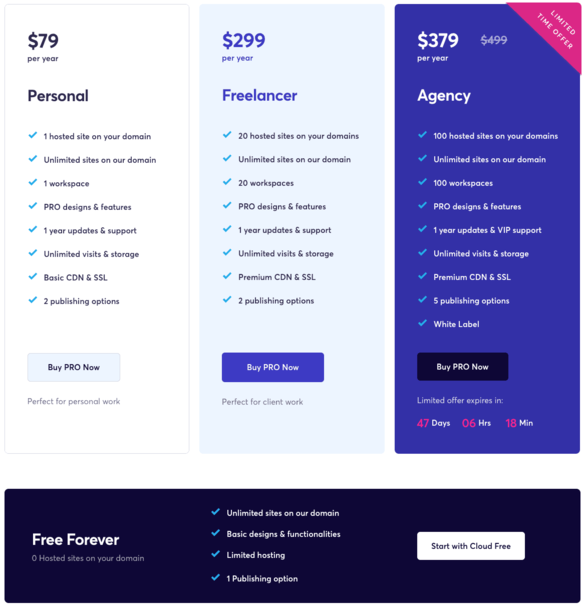 $79
per year
Personal
1 hosted site on your domain
Unlimited sites on our domain
1 workspace
PRO designs & features
1 year updates & support
Unlimited visits & storage
Basic CDN & SSL
2 publishing options
Buy PRO Now
Perfect for personal work
$299
per year
Freelancer
20 hosted sites on your domains
Unlimited sites on our domain
20 workspaces
PRO designs & features
1 year updates & support
Unlimited visits & storage
Premium CDN & SSL
2 publishing options
Buy PRO Now
Perfect for client work
LIMITED
TIME OFFER
$379 $499
per year
Agency
100 hosted sites on your domains
Unlimited sites on our domain
100 workspaces
PRO designs & features
1 year updates & VIP support
Unlimited visits & storage
Premium CDN & SSL
5 publishing options
White Label
Buy PRO Now
Limited offer expires in:
47 Days 06 Hrs 18 Min
Free Forever
0 Hosted sites on your domain
Unlimited sites on our domain
Basic designs & functionalities
Limited hosting
1 Publishing option
Start with Cloud Free